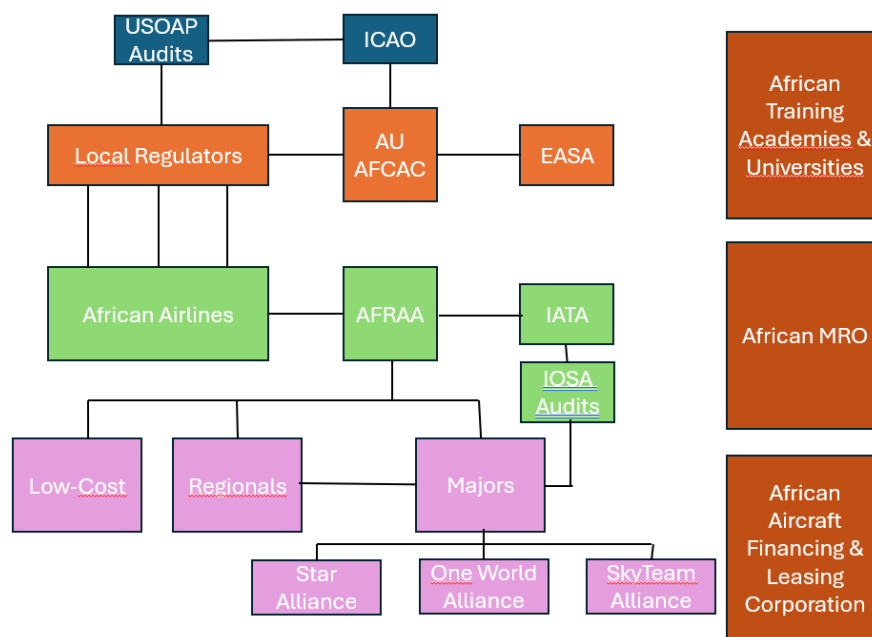 USOAP
Audits
ICAO
African
Training
Academies &
Universities
Local Regulators
AU
AFCAC
EASA
African Airlines
AFRAA
IATA
African MRO
IOSA
Audits
Low-Cost
Regionals
Majors
African
Aircraft
Financing &
Leasing
Corporation
Star
Alliance
One World
Alliance
SkyTeam
Alliance